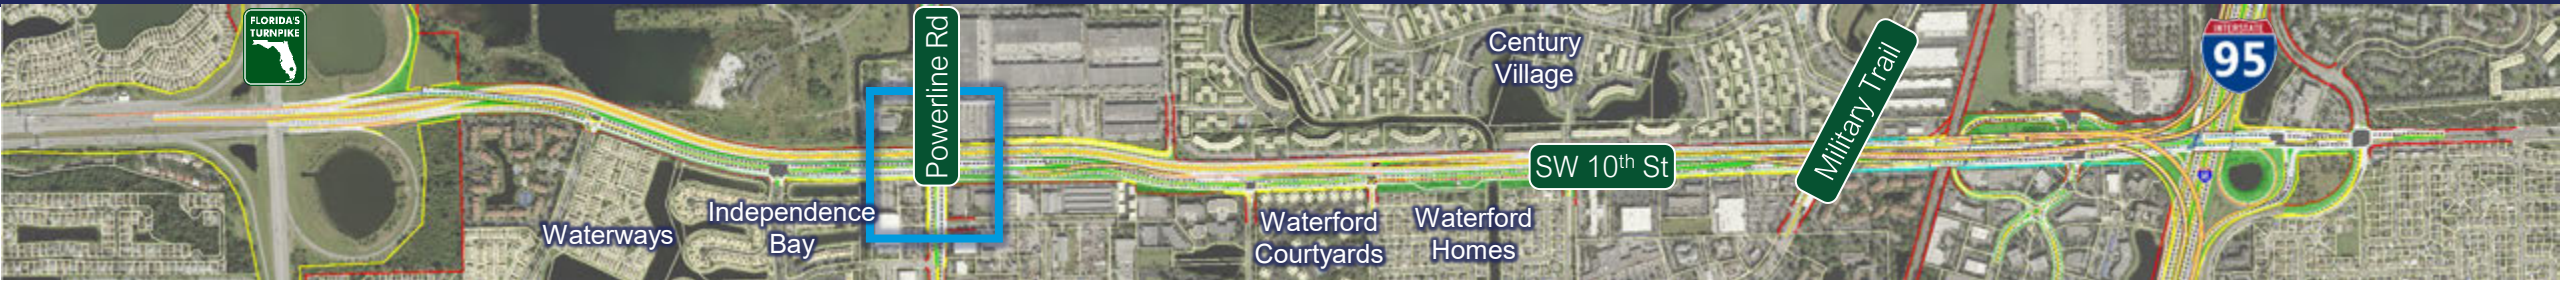 FLORIDA'S
TURNPIKE
Waterways
Independence
Bay
Powerline Rd
Waterford
Courtyards
Waterford
Homes
Century
Village
SW 10th St
Military Trail
INTERSTATE
95